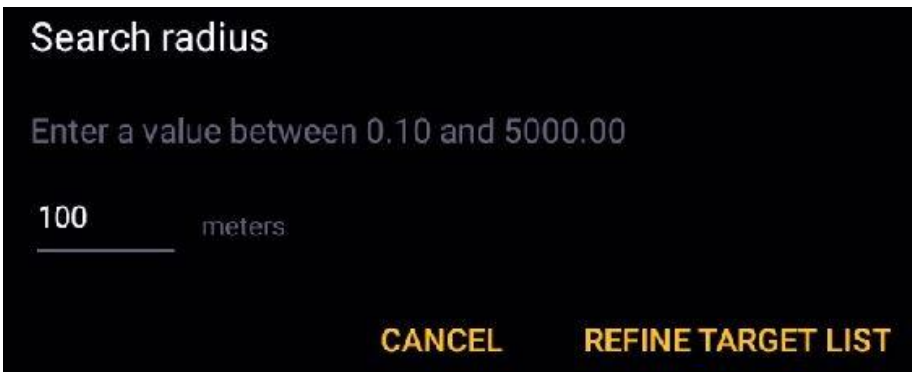 Search radius
Enter a value between 0.10 and 5000.00
100 meters
CANCEL REFINE TARGET LIST